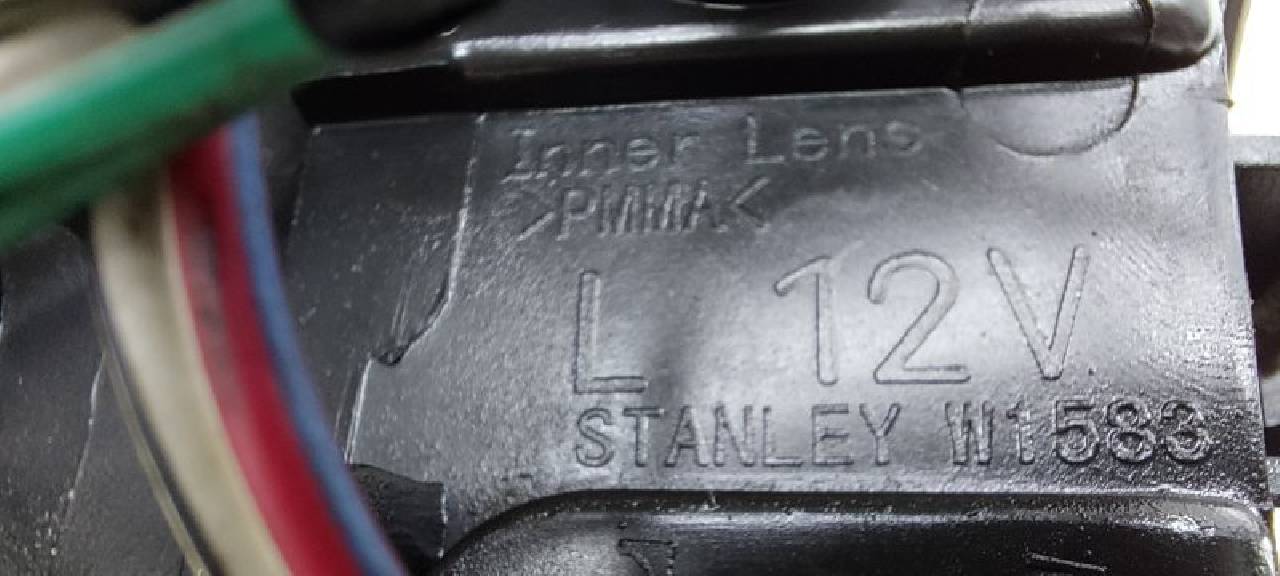 Inner Lens
>PMMA<
L 12V
STANLEY W1583